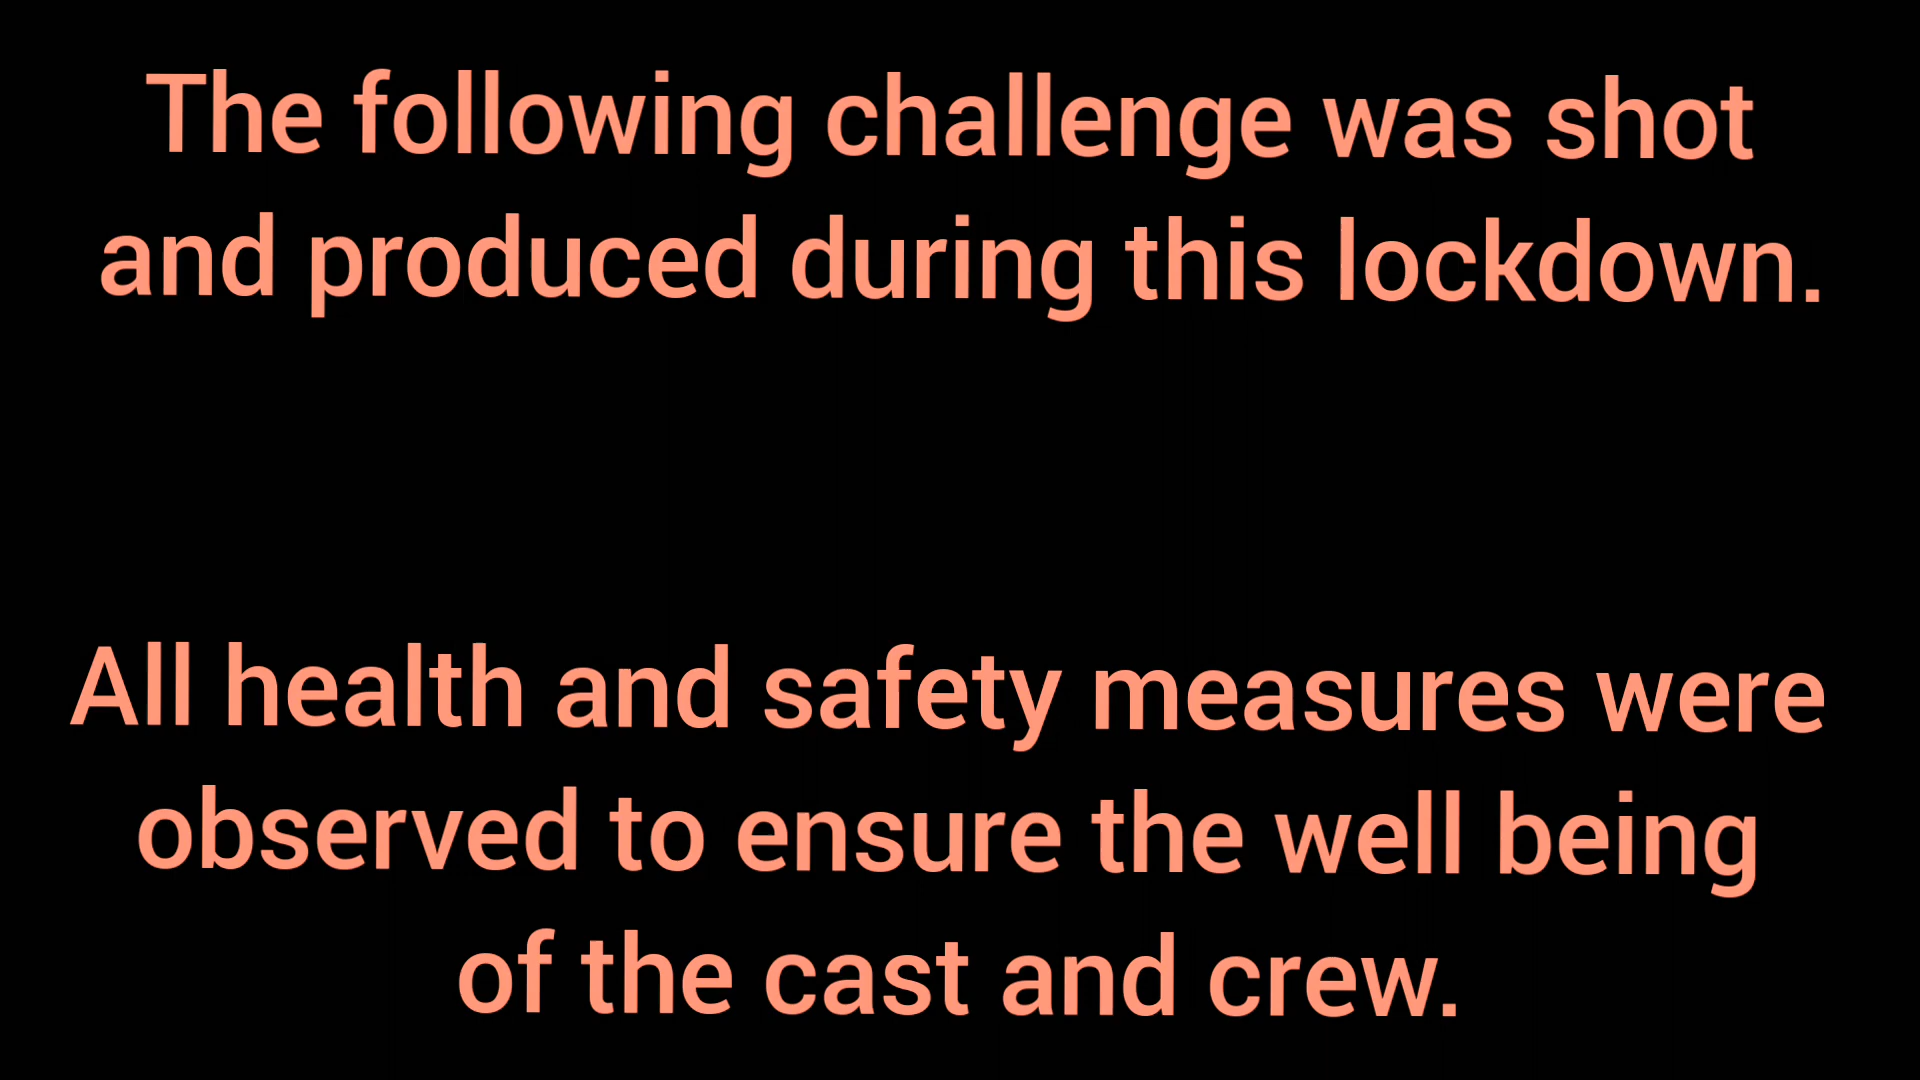 The following challenge was shot
and produced during this lockdown.
All health and safety measures were
observed to ensure the well being
of the cast and crew.